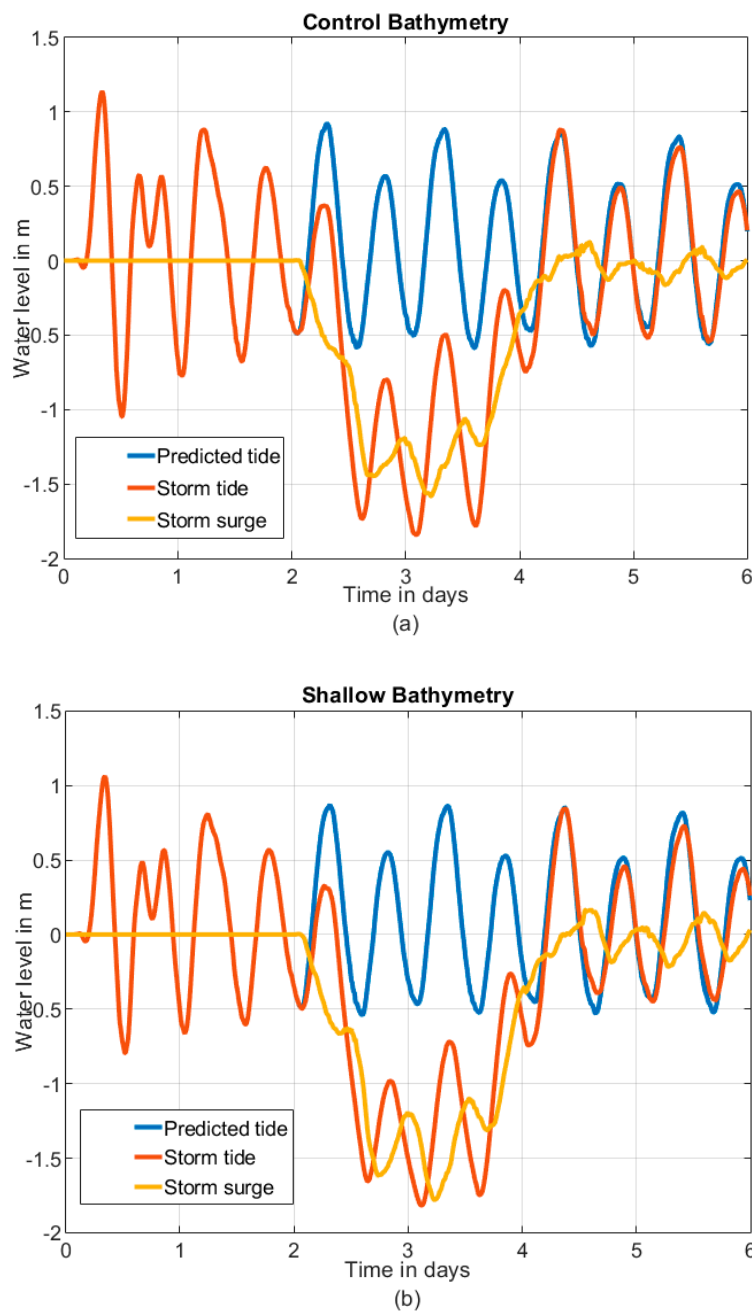 Control Bathymetry
1.5
1
0.5
0
-0.5
-1
-1.5
-2
Water level in m
Predicted tide
Storm tide
Storm surge
0 1 2 3 4 5 6
Time in days
(a)
Shallow Bathymetry
1.5
1
0.5
0
-0.5
-1
-1.5
-2
Water level in m
Predicted tide
Storm tide
Storm surge
0 1 2 3 4 5 6
Time in days
(b)